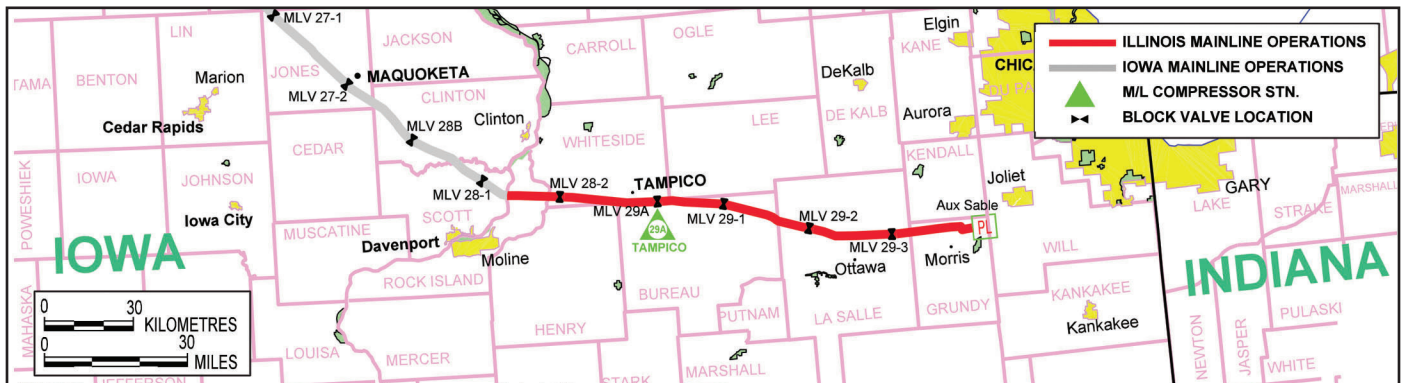 MLV 27-1
LIN
JACKSON
CARROLL
OGLE
Elgin
KANE
ILLINOIS MAINLINE OPERATIONS
TAMA
BENTON
Marion
JONES
MAQUOKETA
DeKalb
CHIC
IOWA MAINLINE OPERATIONS
MLV 27-2
CLINTON
DU PA
M/L COMPRESSOR STN.
Cedar Rapids
MLV 28B
Clinton
WHITESIDE
LEE
DE KALB
Aurora
BLOCK VALVE LOCATION
POWESHIEK
IOWA
JOHNSON
CEDAR
KENDALL
Joliet
GARY
MARSHALL
MLV 28-1
MLV 28-2
TAMPICO
LAKE
STRAKE
Iowa City
SCOTT
MLV 29A
MLV 29-1
MLV 29-2
Aux Sable
PL
MUSCATINE
29A
TAMPICO
MLV 29-3
Davenport
Moline
Ottawa
Morris
WILL
IOWA
INDIANA
ROCK ISLAND
BUREAU
KANKAKEE
PULASKI
MAHASKA
0 30
KILOMETRES
0 30
MILES
HENRY
PUTNAM
LA SALLE
GRUNDY
Kankakee
NEWTON
JASPER
WHITE
LOUISA
MERCER
STARK
MARSHALL
JEFFERSON